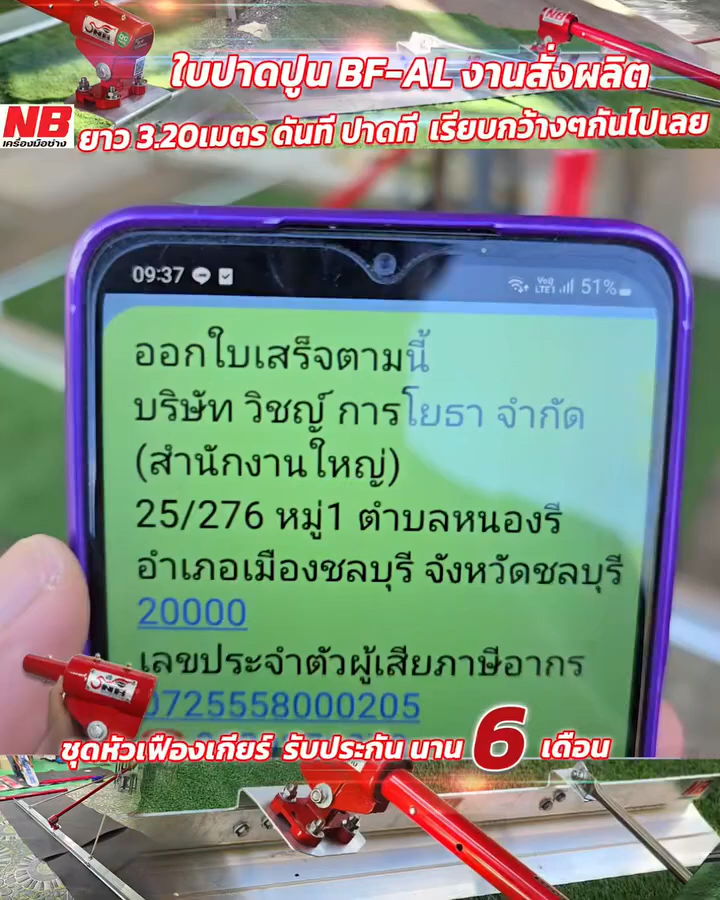 ใบปาดปูน BF-AL งานสั่งผลิต
NB
เครื่องมือช่าง
ยาว 3.20เมตร ดันที ปาดที เรียบกว้างๆกันไปเลย
09:37
51%
ออกใบเสร็จตามนี้
บริษัท วิชญ์ การโยธา จำกัด
(สำนักงานใหญ่)
25/276 หมู่1 ตำบลหนองรี
อำเภอเมืองชลบุรี จังหวัดชลบุรี
20000
เลขประจำตัวผู้เสียภาษีอากร
0725558000205
ชุดหัวเฟืองเกียร์ รับประกัน นาน 6 เดือน